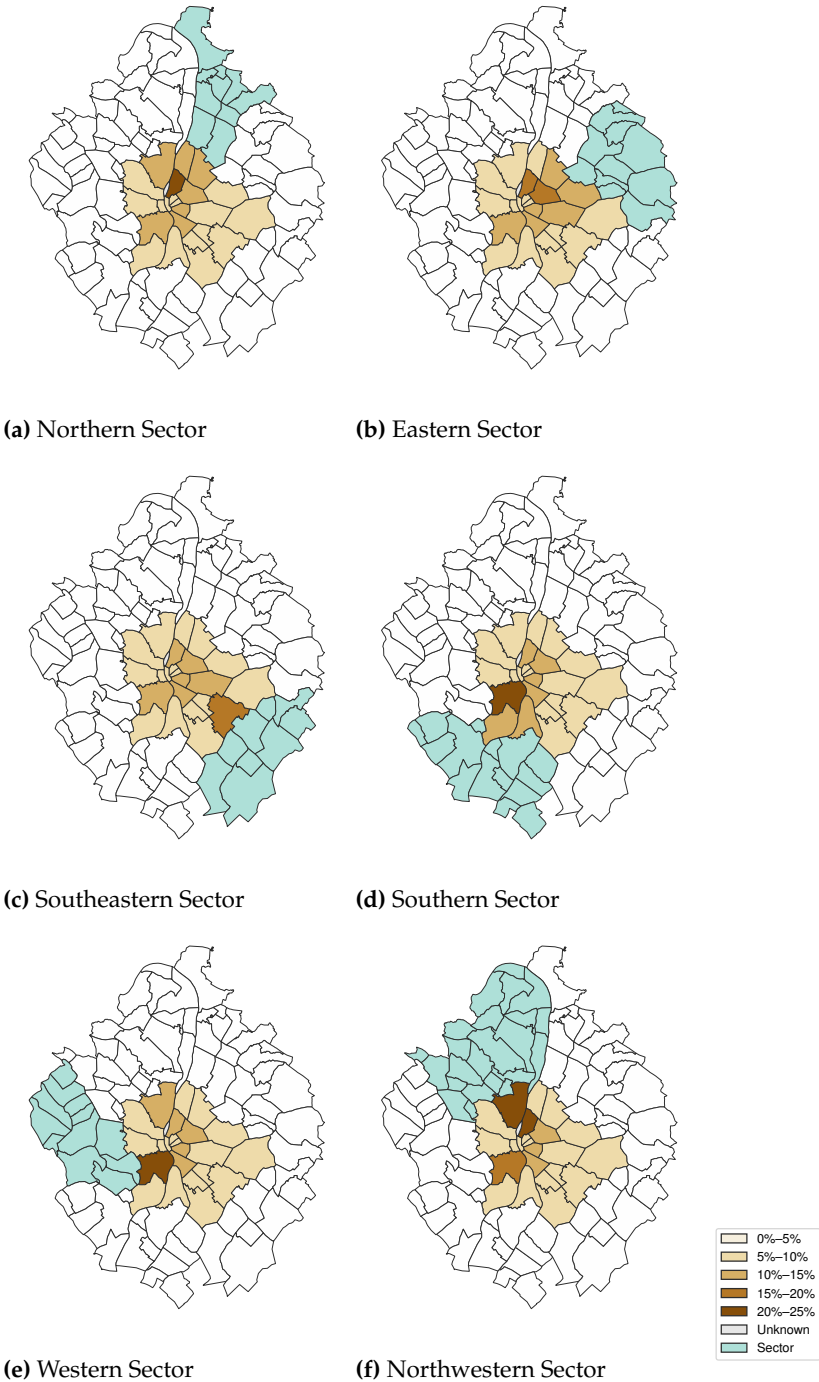 (a) Northern Sector
(b) Eastern Sector
(c) Southeastern Sector
(d) Southern Sector
0%–5%
5%–10%
10%–15%
15%–20%
20%–25%
Unknown
Sector
(e) Western Sector
(f) Northwestern Sector